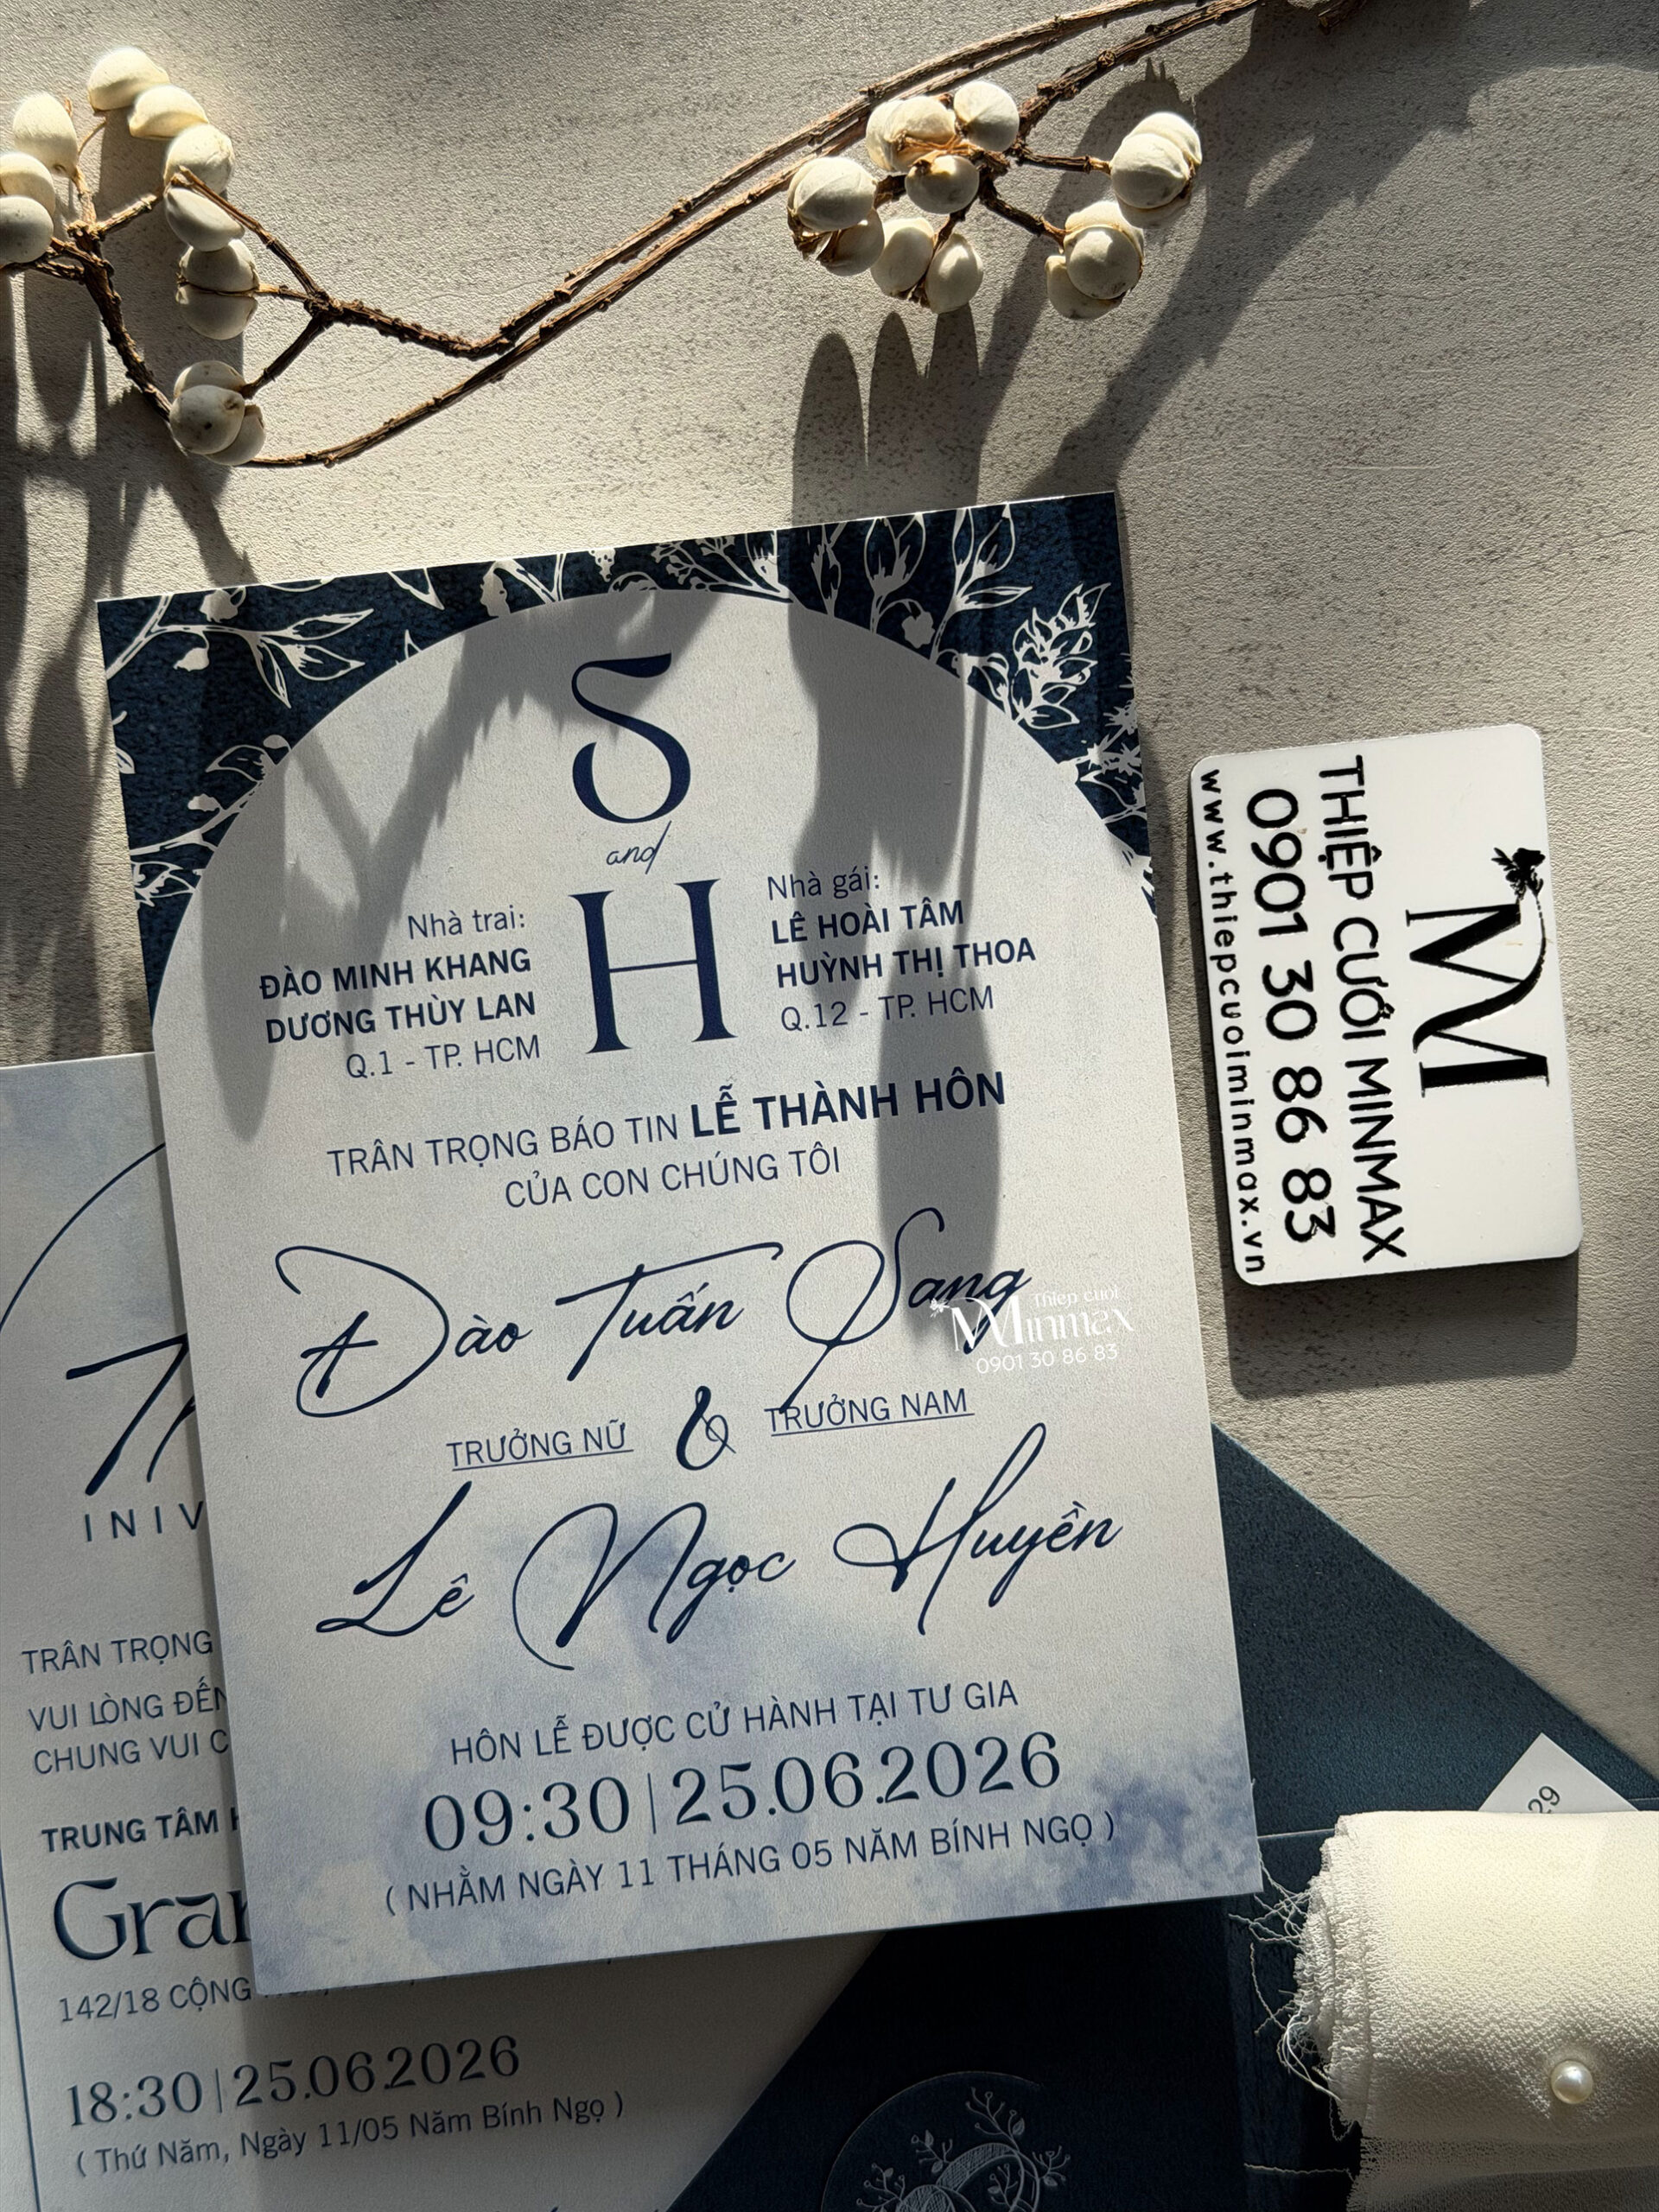 S
and
H
Nhà trai:
ĐÀO MINH KHANG
DƯƠNG THÙY LAN
Q.1 - TP. HCM
Nhà gái:
LÊ HOÀI TÂM
HUỲNH THỊ THOA
Q.12 - TP. HCM
TRÂN TRỌNG BÁO TIN LỄ THÀNH HÔN
CỦA CON CHÚNG TÔI
Đào Tuấn Sang
TRƯỞNG NỮ & TRƯỞNG NAM
Lê Ngọc Huyền
HÔN LỄ ĐƯỢC CỬ HÀNH TẠI TƯ GIA
09:30 | 25.06.2026
( NHẰM NGÀY 11 THÁNG 05 NĂM BÍNH NGỌ )
Thiep cuoi
Minmax
0901 30 86 83
M
THIỆP CƯỚI MINMAX
0901 30 86 83
www.thiepcuoiminmax.vn
INIV
TRÂN TRỌNG
VUI LÒNG ĐẾN
CHUNG VUI C
TRUNG TÂM
Gran
142/18 CỘNG
18:30 | 25.06.2026
( Thứ Năm, Ngày 11/05 Năm Bính Ngọ )
29